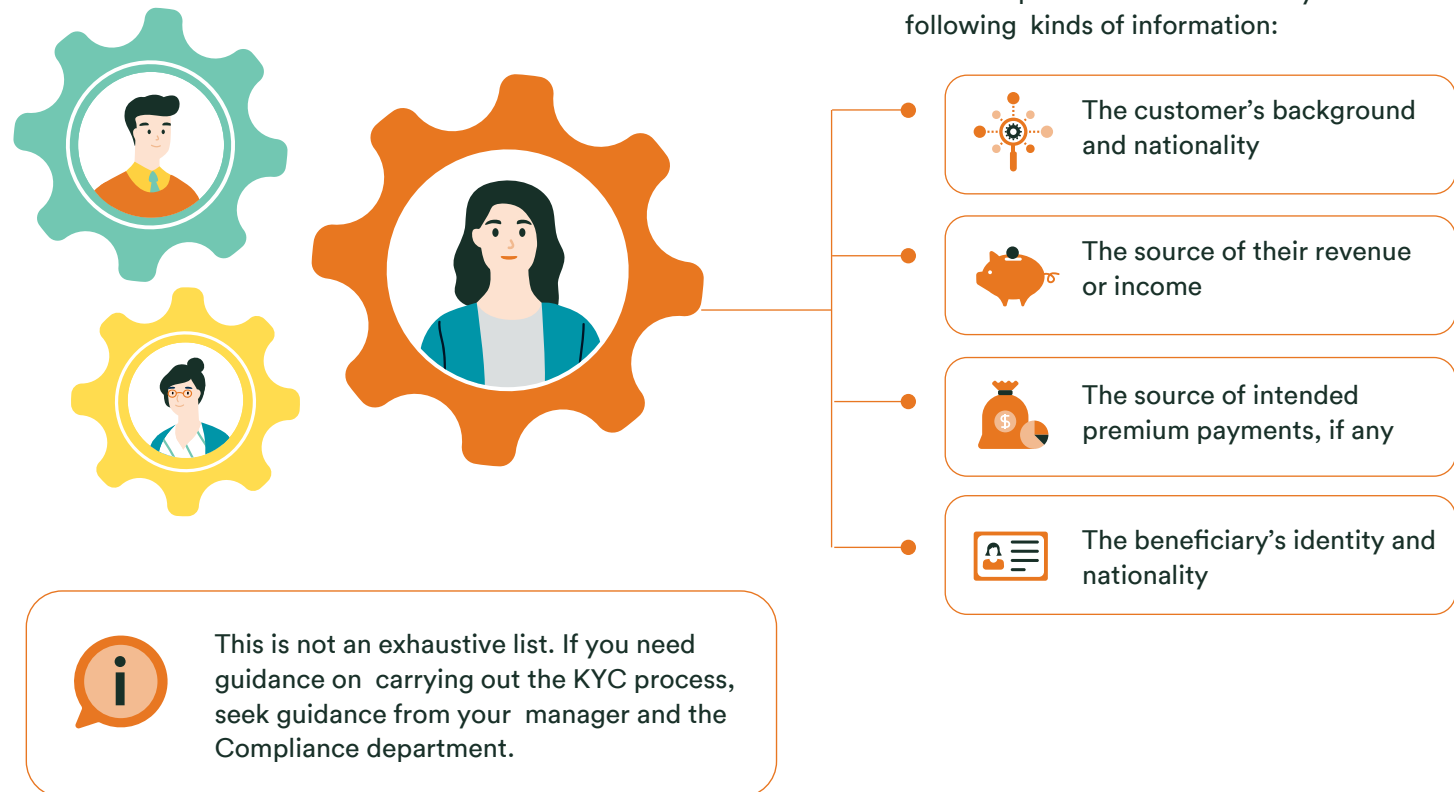 following kinds of information:
The customer's background
and nationality
The source of their revenue
or income
The source of intended
premium payments, if any
The beneficiary's identity and
nationality
This is not an exhaustive list. If you need
guidance on carrying out the KYC process,
seek guidance from your manager and the
Compliance department.